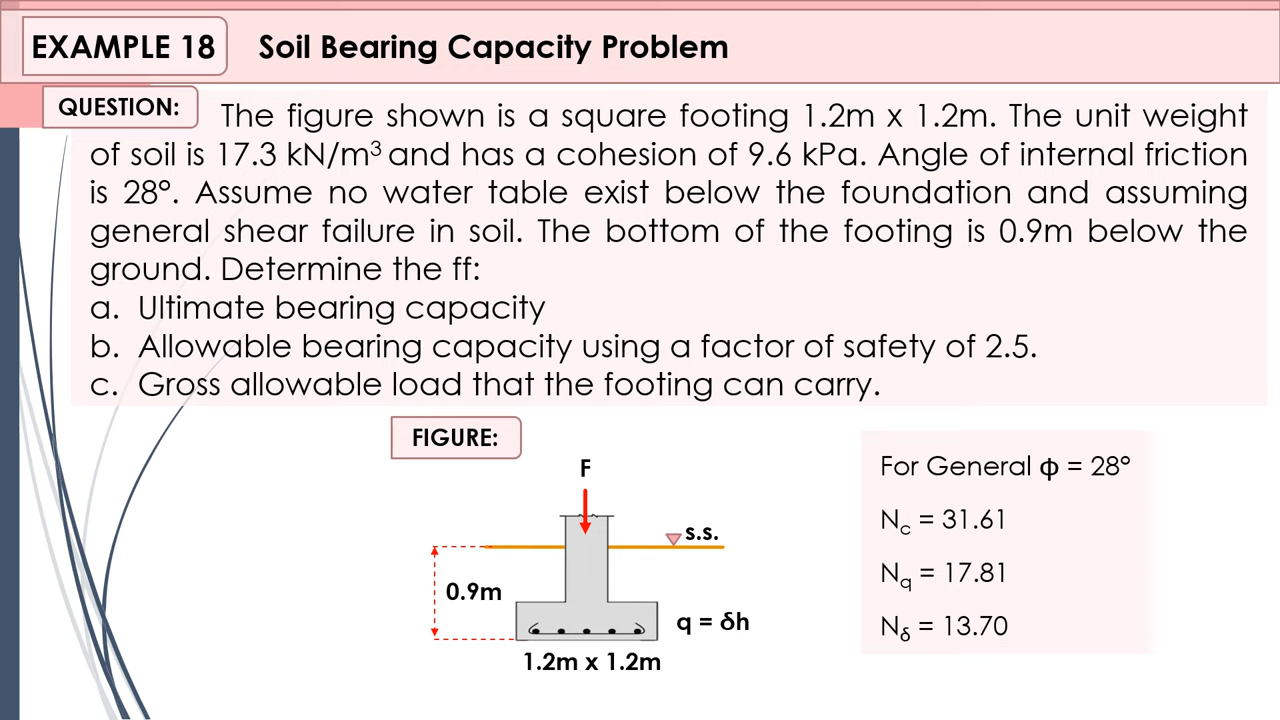 EXAMPLE 18
Soil Bearing Capacity Problem
QUESTION:
The figure shown is a square footing 1.2m x 1.2m. The unit weight
of soil is 17.3 kN/m³ and has a cohesion of 9.6 kPa. Angle of internal friction
is 28°. Assume no water table exist below the foundation and assuming
general shear failure in soil. The bottom of the footing is 0.9m below the
ground. Determine the ff:
a. Ultimate bearing capacity
b. Allowable bearing capacity using a factor of safety of 2.5.
c. Gross allowable load that the footing can carry.
FIGURE:
F
s.s.
0.9m
q = δh
1.2m x 1.2m
For General ϕ = 28°
Nc = 31.61
Nq = 17.81
Nδ = 13.70